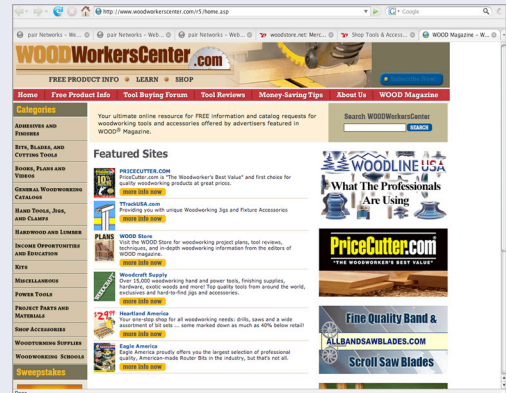 http://www.woodworkerscenter.com/r5/home.asp
Google
pair Networks - We...
pair Networks - Web...
pair Networks - Web...
woodstore.net: Merc...
Shop Tools & Access...
WOOD Magazine - W...
WOODWorkersCenter.com
FREE PRODUCT INFO LEARN SHOP
Subscribe Now!
Home Free Product Info Tool Buying Forum Tool Reviews Money-Saving Tips About Us WOOD Magazine
Categories
ADHESIVES AND
FINISHES
BITS, BLADES, AND
CUTTING TOOLS
BOOKS, PLANS AND
VIDEOS
GENERAL WOODWORKING
CATALOGS
HAND TOOLS, JIGS,
AND CLAMPS
HARDWOOD AND LUMBER
INCOME OPPORTUNITIES
AND EDUCATION
KITS
MISCELLANEOUS
POWER TOOLS
PROJECT PARTS AND
MATERIALS
SHOP ACCESSORIES
WOODTURNING SUPPLIES
WOODWORKING SCHOOLS
Sweepstakes
Your ultimate online resource for FREE information and catalog requests for
woodworking tools and accessories offered by advertisers featured in
WOOD® Magazine.
Search WOODWorkersCenter
SEARCH
Featured Sites
PRICECUTTER.COM
PriceCutter.com is "The Woodworker's Best Value" and first choice for
quality woodworking products at great prices.
more info now
TTrackUSA.com
Providing you with unique Woodworking Jigs and Fixture Accessories
more info now
PLANS
WOOD Store
Visit the WOOD Store for woodworking project plans, tool reviews,
techniques, and in-depth woodworking information from the editors of
WOOD magazine.
more info now
WOODCRAFT
Woodcraft Supply
Over 15,000 woodworking hand and power tools, finishing supplies,
hardware, exotic woods and more! Top quality tools from around the world,
exclusives and hard-to-find jigs and accessories.
more info now
$29.99
Heartland America
Your one-stop shop for all woodworking needs: drills, saws and a wide
assortment of bit sets ... some marked down as much as 40% below retail!
more info now
Eagle America
Eagle America proudly offers you the largest selection of professional
quality, American-made Router Bits in the industry, but that's not all.
more info now
WOODLINE USA
What The Professionals
Are Using
PriceCutter.com
"THE WOODWORKER'S BEST VALUE"
Fine Quality Band &
ALLBANDSAWBLADES.COM
Scroll Saw Blades
Done